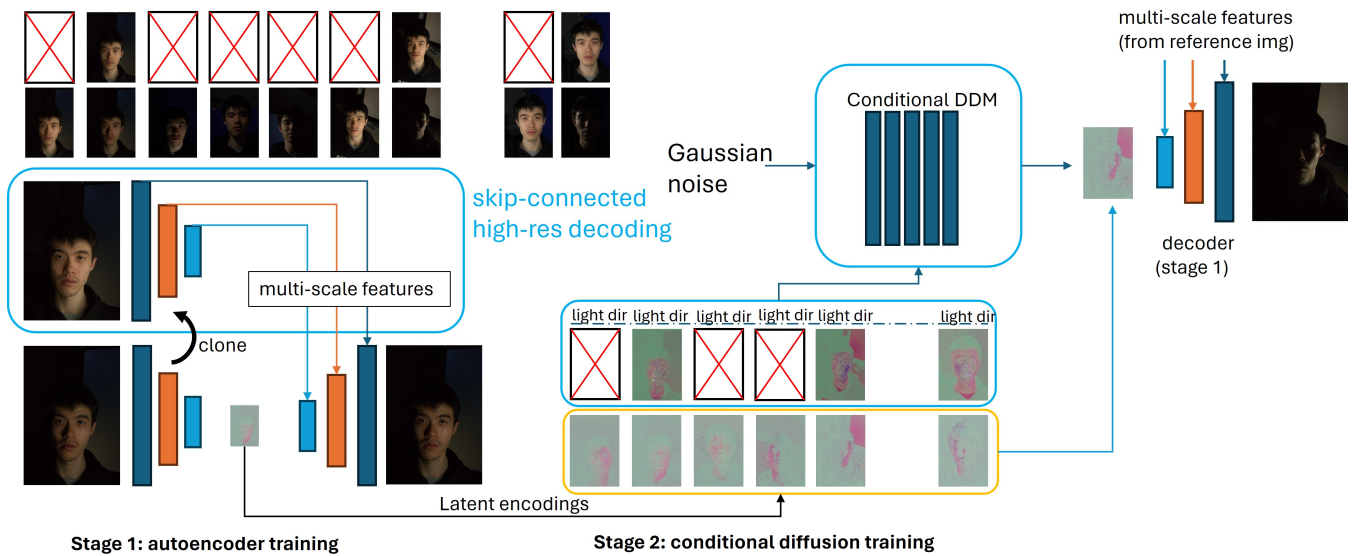 multi-scale features
(from reference img)
Conditional DDM
Gaussian
noise
skip-connected
high-res decoding
multi-scale features
decoder
(stage 1)
light dir
light dir
light dir
light dir
light dir
light dir
clone
Latent encodings
Stage 1: autoencoder training
Stage 2: conditional diffusion training